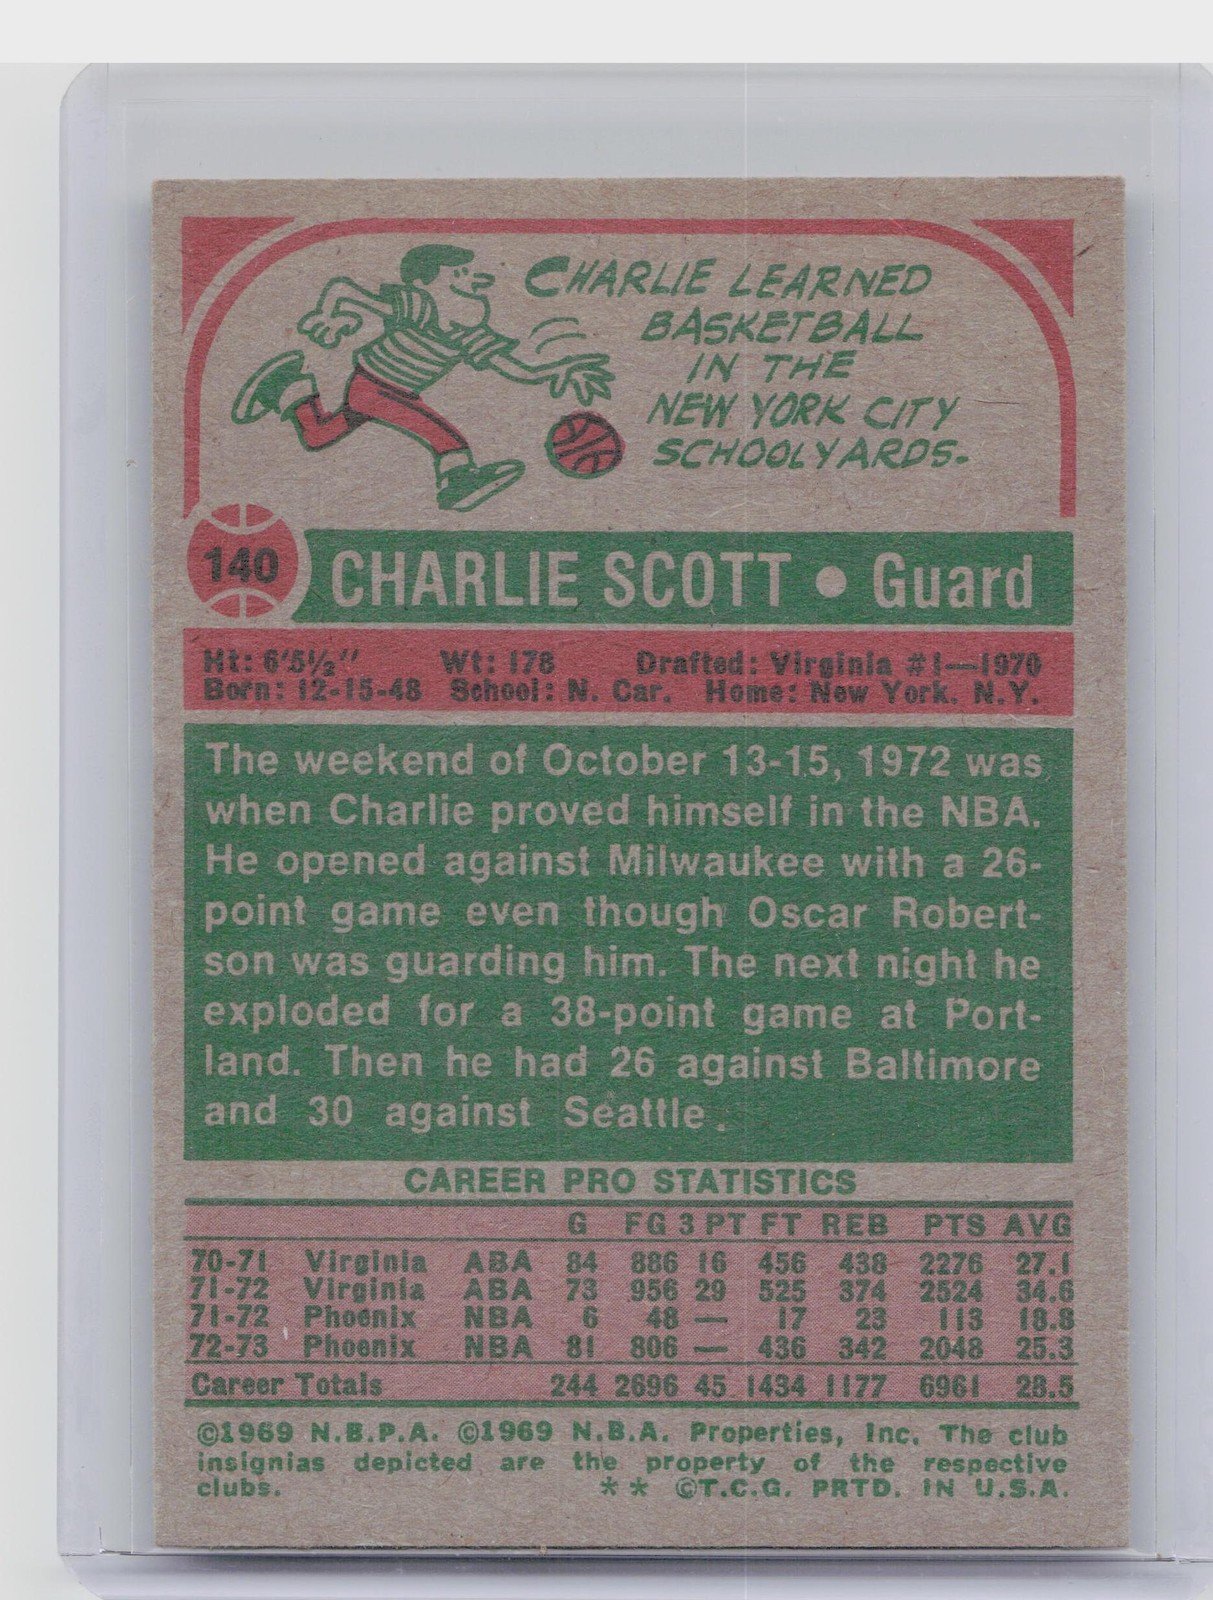 CHARLIE LEARNED
BASKETBALL
IN THE
NEW YORK CITY
SCHOOLYARDS.
140 CHARLIE SCOTT • Guard
Ht: 6'5½" Wt: 178 Drafted: Virginia #1—1970
Born: 12-15-48 School: N. Car. Home: New York, N.Y.
The weekend of October 13-15, 1972 was
when Charlie proved himself in the NBA.
He opened against Milwaukee with a 26-
point game even though Oscar Robert-
son was guarding him. The next night he
exploded for a 38-point game at Port-
land. Then he had 26 against Baltimore
and 30 against Seattle.
CAREER PRO STATISTICS
G FG 3 PT FT REB PTS AVG
70-71 Virginia ABA 84 886 16 456 438 2276 27.1
71-72 Virginia ABA 73 956 29 525 374 2524 34.6
71-72 Phoenix NBA 6 48 — 17 23 113 18.8
72-73 Phoenix NBA 81 806 — 436 342 2048 25.3
Career Totals 244 2696 45 1434 1177 6961 28.5
©1969 N.B.P.A. ©1969 N.B.A. Properties, Inc. The club
insignias depicted are the property of the respective
clubs. ** ©T.C.G. PRTD. IN U.S.A.